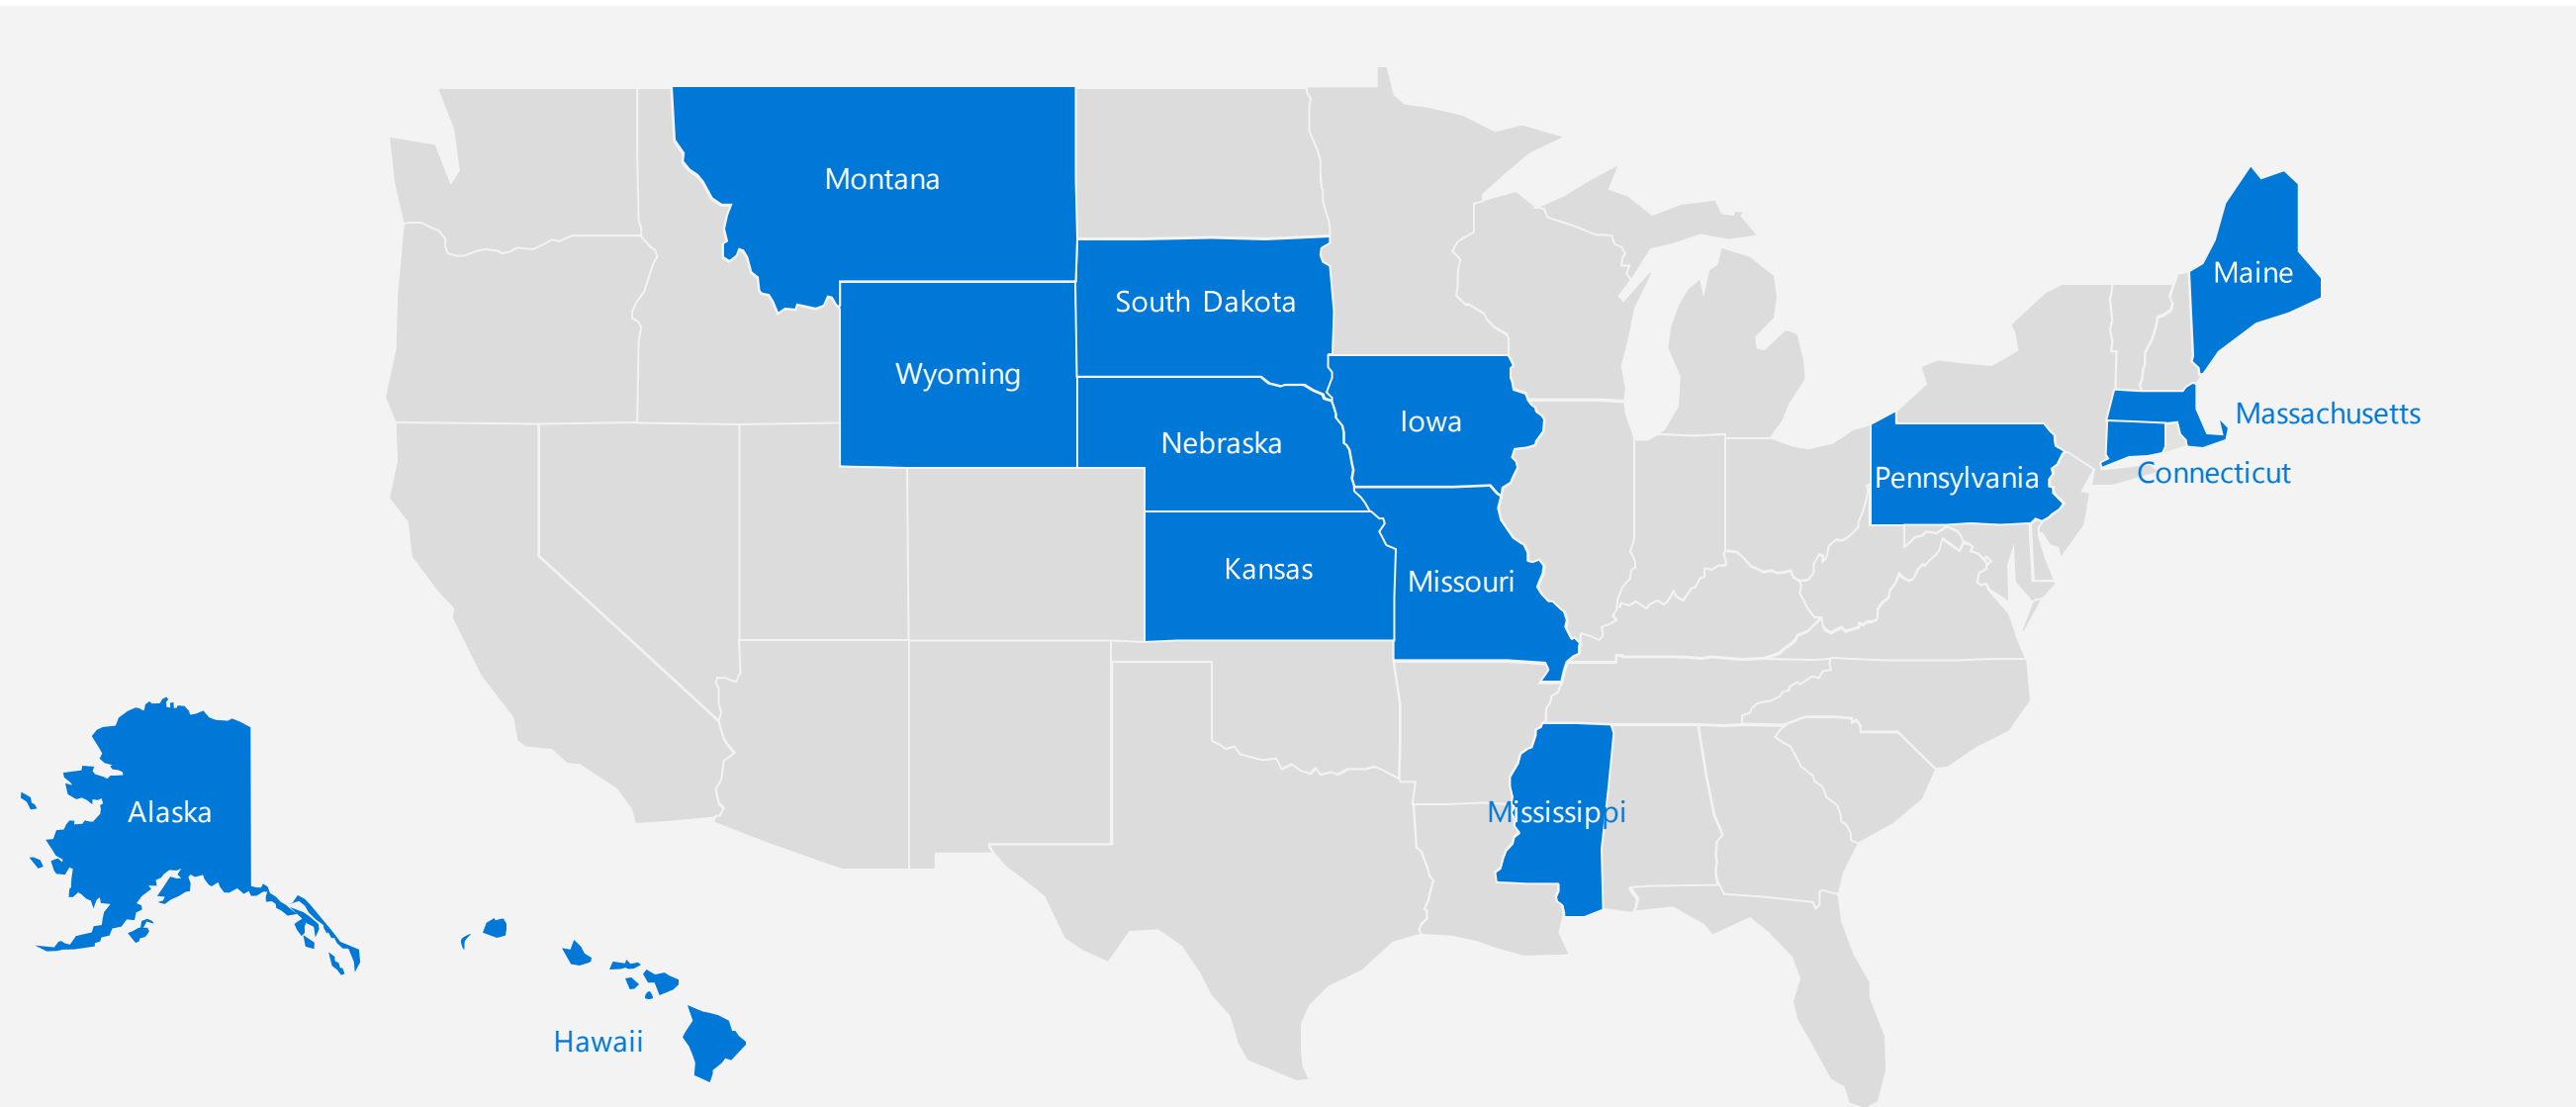 Montana
Maine
South Dakota
Wyoming
Massachusetts
Iowa
Nebraska
Connecticut
Pennsylvania
Kansas
Missouri
Alaska
Mississippi
Hawaii